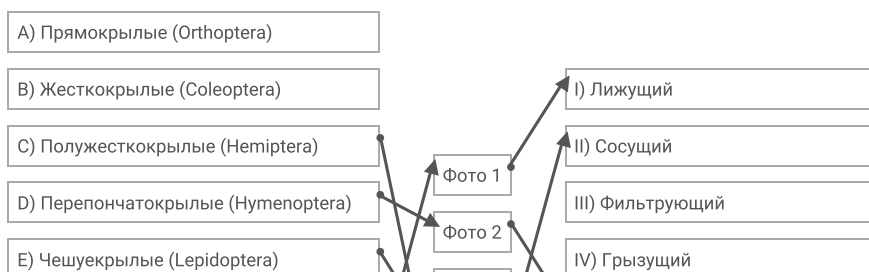 A) Прямокрылые (Orthoptera)
B) Жесткокрылые (Coleoptera)
C) Полужесткокрылые (Hemiptera)
D) Перепончатокрылые (Hymenoptera)
E) Чешуекрылые (Lepidoptera)
Фото 1
Фото 2
I) Лижущий
II) Сосущий
III) Фильтрующий
IV) Грызущий